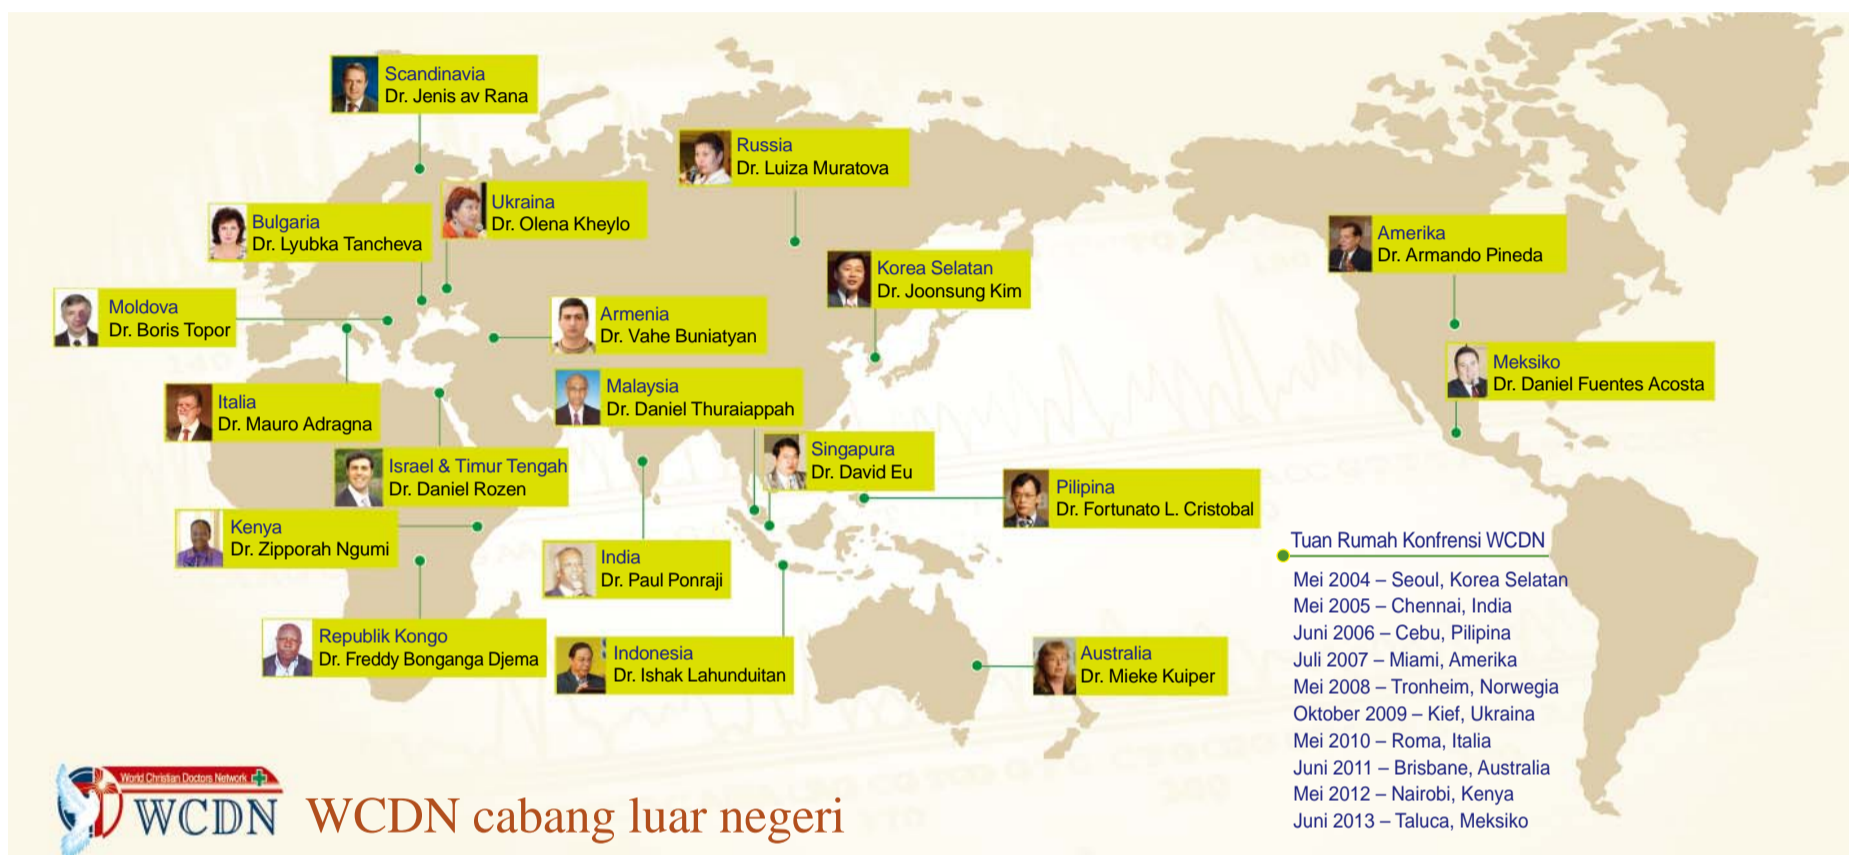 Scandinavia
Dr. Jenis av Rana
Russia
Dr. Luiza Muratova
Ukraina
Dr. Olena Kheylo
Bulgaria
Dr. Lyubka Tancheva
Amerika
Dr. Armando Pineda
Korea Selatan
Dr. Joonsung Kim
Moldova
Dr. Boris Topor
Armenia
Dr. Vahe Buniatyan
Meksiko
Dr. Daniel Fuentes Acosta
Malaysia
Dr. Daniel Thuraiappah
Italia
Dr. Mauro Adragna
Singapura
Dr. David Eu
Israel & Timur Tengah
Dr. Daniel Rozen
Pilipina
Dr. Fortunato L. Cristobal
Kenya
Dr. Zipporah Ngumi
India
Dr. Paul Ponraji
Republik Kongo
Dr. Freddy Bonganga Djema
Indonesia
Dr. Ishak Lahunduitan
Australia
Dr. Mieke Kuiper
Tuan Rumah Konfrensi WCDN
Mei 2004 – Seoul, Korea Selatan
Mei 2005 – Chennai, India
Juni 2006 – Cebu, Pilipina
Juli 2007 – Miami, Amerika
Mei 2008 – Tronheim, Norwegia
Oktober 2009 – Kief, Ukraina
Mei 2010 – Roma, Italia
Juni 2011 – Brisbane, Australia
Mei 2012 – Nairobi, Kenya
Juni 2013 – Taluca, Meksiko
World Christian Doctors Network
WCDN
WCDN cabang luar negeri